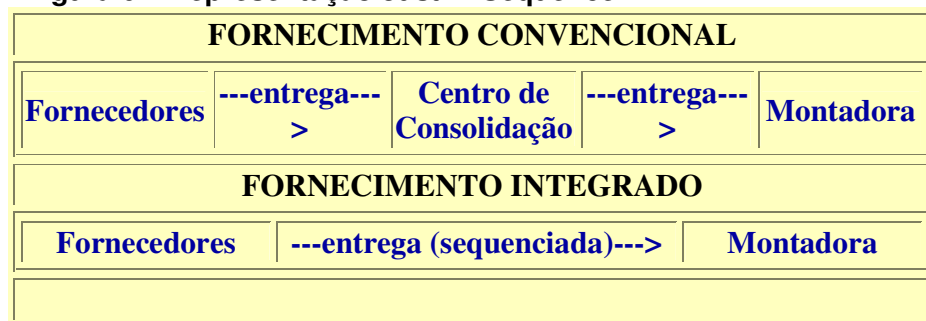 FORNECIMENTO CONVENCIONAL
Fornecedores ---entrega---> Centro de Consolidação ---entrega---> Montadora
FORNECIMENTO INTEGRADO
Fornecedores ---entrega (sequenciada)---> Montadora